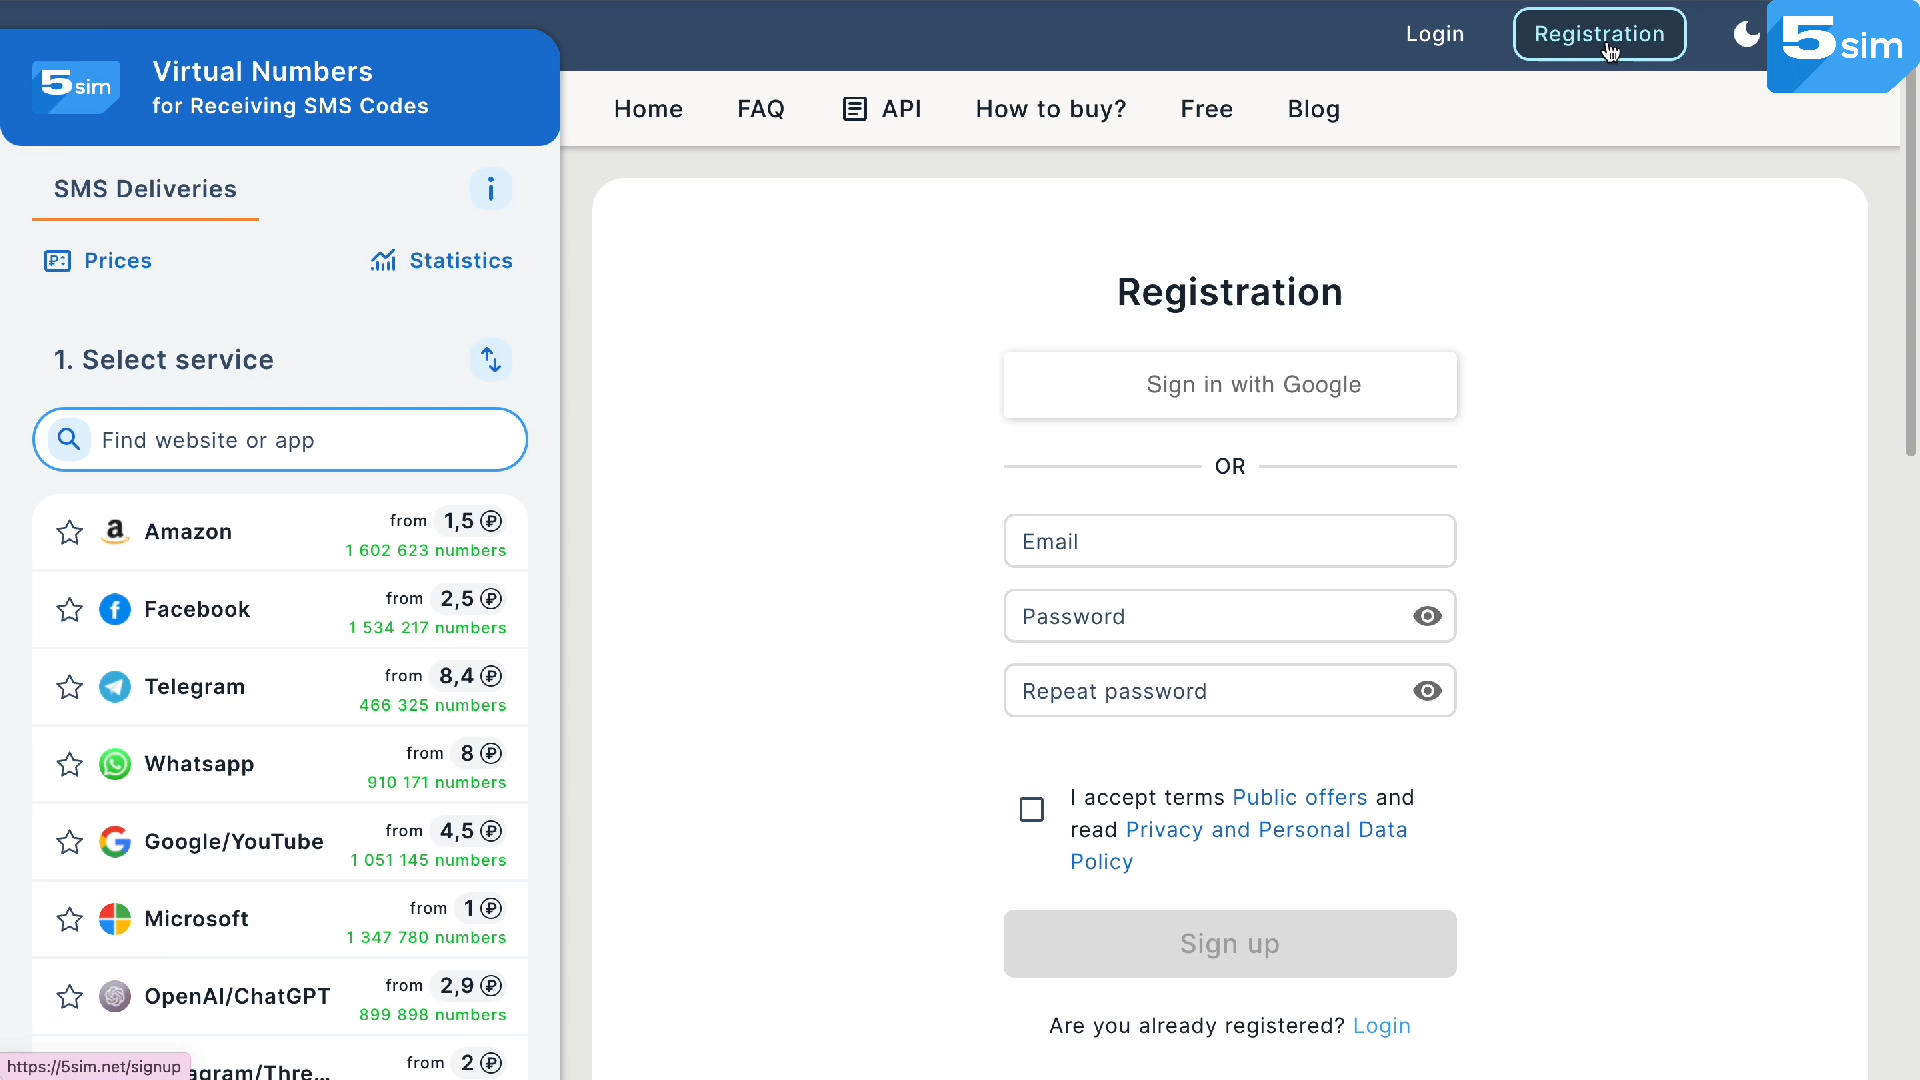 Login
Registration
5sim
5sim
Virtual Numbers
for Receiving SMS Codes
Home
FAQ
API
How to buy?
Free
Blog
SMS Deliveries
i
Prices
Statistics
1. Select service
Find website or app
Amazon
from 1,5 ₽
1 602 623 numbers
Facebook
from 2,5 ₽
1 534 217 numbers
Telegram
from 8,4 ₽
466 325 numbers
Whatsapp
from 8 ₽
910 171 numbers
Google/YouTube
from 4,5 ₽
1 051 145 numbers
Microsoft
from 1 ₽
1 347 780 numbers
OpenAI/ChatGPT
from 2,9 ₽
899 898 numbers
agram/Thre...
from 2 ₽
https://5sim.net/signup
Registration
Sign in with Google
OR
Email
Password
Repeat password
I accept terms Public offers and
read Privacy and Personal Data
Policy
Sign up
Are you already registered? Login